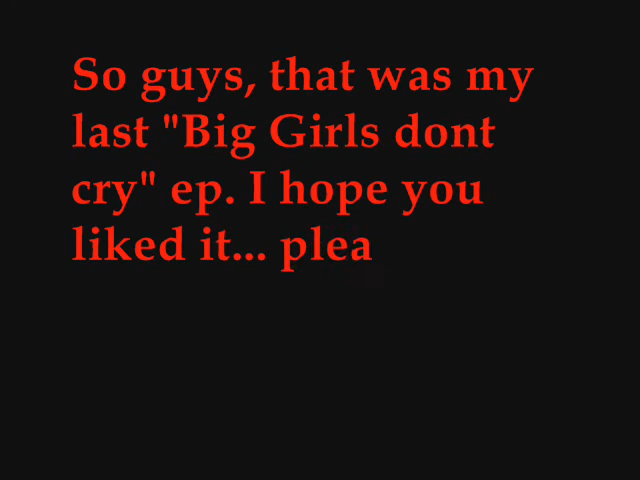 So guys, that was my
last "Big Girls dont
cry" ep. I hope you
liked it... plea